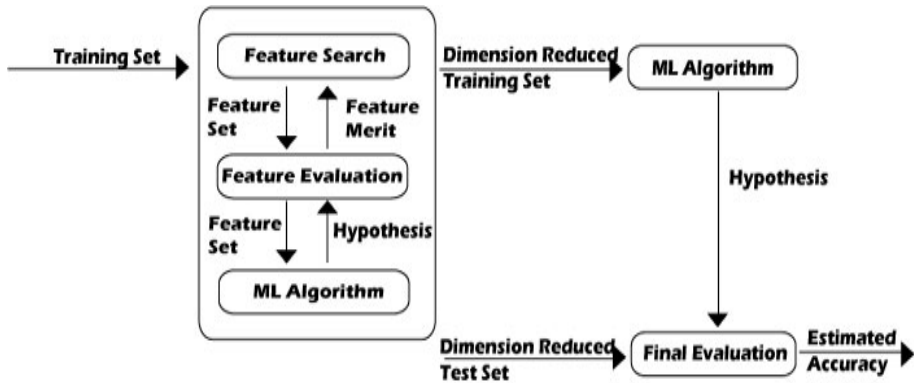 Training Set
Feature Search
Feature
Set
Feature
Merit
Feature Evaluation
Feature
Set
Hypothesis
ML Algorithm
Dimension Reduced
Training Set
ML Algorithm
Hypothesis
Dimension Reduced
Test Set
Final Evaluation
Estimated
Accuracy